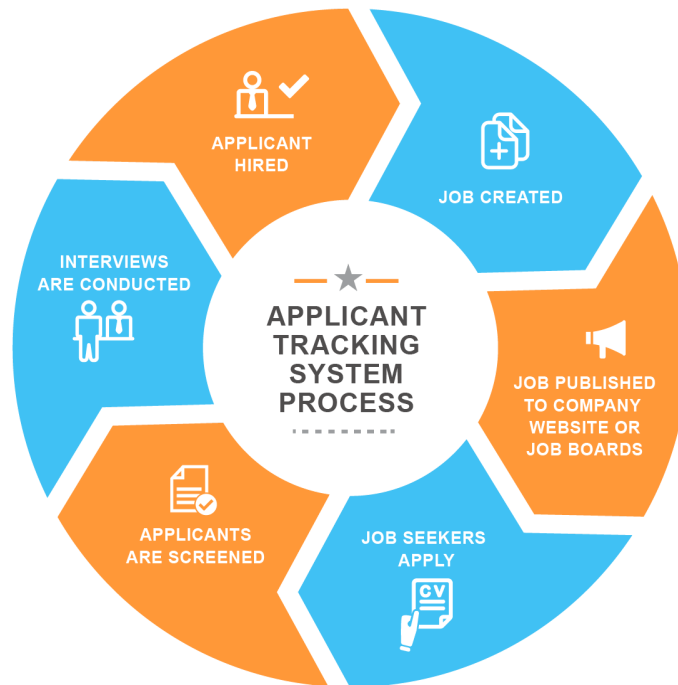 APPLICANT
TRACKING
SYSTEM
PROCESS
JOB CREATED
JOB PUBLISHED
TO COMPANY
WEBSITE OR
JOB BOARDS
JOB SEEKERS
APPLY
CV
APPLICANTS
ARE SCREENED
INTERVIEWS
ARE CONDUCTED
APPLICANT
HIRED